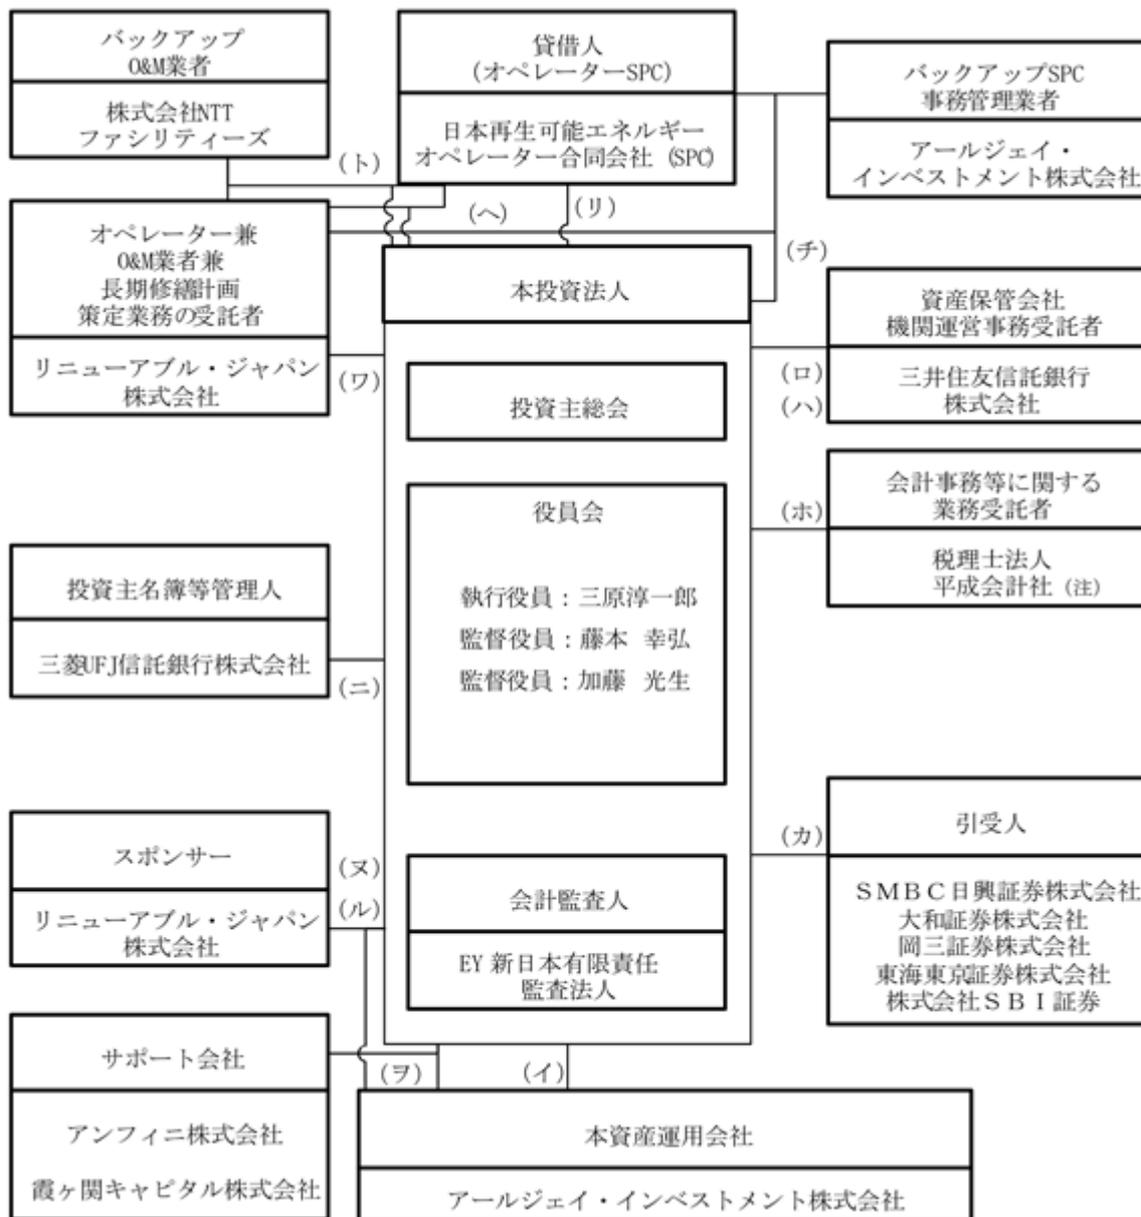 バックアップ
O&M業者
株式会社NTT
ファシリティーズ
賃借人
(オペレーターSPC)
日本再生可能エネルギー
オペレーター合同会社 (SPC)
バックアップSPC
事務管理業者
アールジェイ・
インベストメント株式会社
(ト)
(ヘ)
(リ)
(チ)
オペレーター兼
O&M業者兼
長期修繕計画
策定業務の受託者
リニューアブル・ジャパン
株式会社
(ワ)
本投資法人
投資主総会
資産保管会社
機関運営事務受託者
三井住友信託銀行
株式会社
(ロ)
(ハ)
役員会
執行役員：三原淳一郎
監督役員：藤本 幸弘
監督役員：加藤 光生
会計事務等に関する
業務受託者
税理士法人
平成会計社 (注)
(ホ)
投資主名簿等管理人
三菱UFJ信託銀行株式会社
(ニ)
スポンサー
リニューアブル・ジャパン
株式会社
(ヌ)
(ル)
会計監査人
EY 新日本有限責任
監査法人
(カ)
引受人
ＳＭＢＣ日興証券株式会社
大和証券株式会社
岡三証券株式会社
東海東京証券株式会社
株式会社ＳＢＩ証券
サポート会社
アンフィニ株式会社
霞ヶ関キャピタル株式会社
(ヲ)
(イ)
本資産運用会社
アールジェイ・インベストメント株式会社